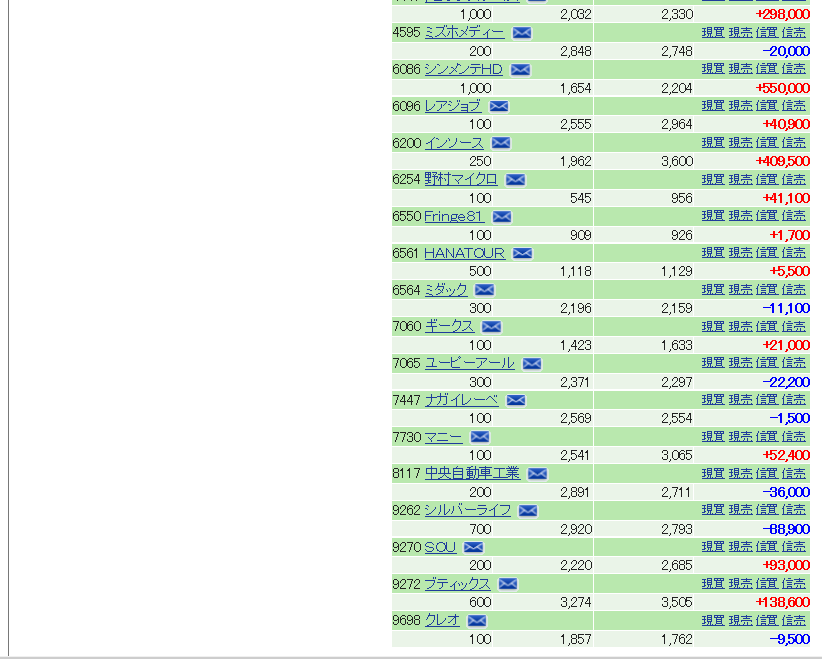 1,000 2,032 2,330 +298,000
4595 ミズホメディー 現買 現売 信買 信売
200 2,848 2,748 -20,000
6086 シンメンテHD 現買 現売 信買 信売
1,000 1,654 2,204 +550,000
6096 レアジョブ 現買 現売 信買 信売
100 2,555 2,964 +40,900
6200 インソース 現買 現売 信買 信売
250 1,962 3,600 +409,500
6254 野村マイクロ 現買 現売 信買 信売
100 545 956 +41,100
6550 Fringe81 現買 現売 信買 信売
100 909 926 +1,700
6561 HANATOUR 現買 現売 信買 信売
500 1,118 1,129 +5,500
6564 ミダック 現買 現売 信買 信売
300 2,196 2,159 -11,100
7060 ギークス 現買 現売 信買 信売
100 1,423 1,633 +21,000
7065 ユーピーアール 現買 現売 信買 信売
300 2,371 2,297 -22,200
7447 ナガイレーベ 現買 現売 信買 信売
100 2,569 2,554 -1,500
7730 マニー 現買 現売 信買 信売
100 2,541 3,065 +52,400
8117 中央自動車工業 現買 現売 信買 信売
200 2,891 2,711 -36,000
9262 シルバーライフ 現買 現売 信買 信売
700 2,920 2,793 -88,900
9270 SOU 現買 現売 信買 信売
200 2,220 2,685 +93,000
9272 ブティックス 現買 現売 信買 信売
600 3,274 3,505 +138,600
9698 クレオ 現買 現売 信買 信売
100 1,857 1,762 -9,500